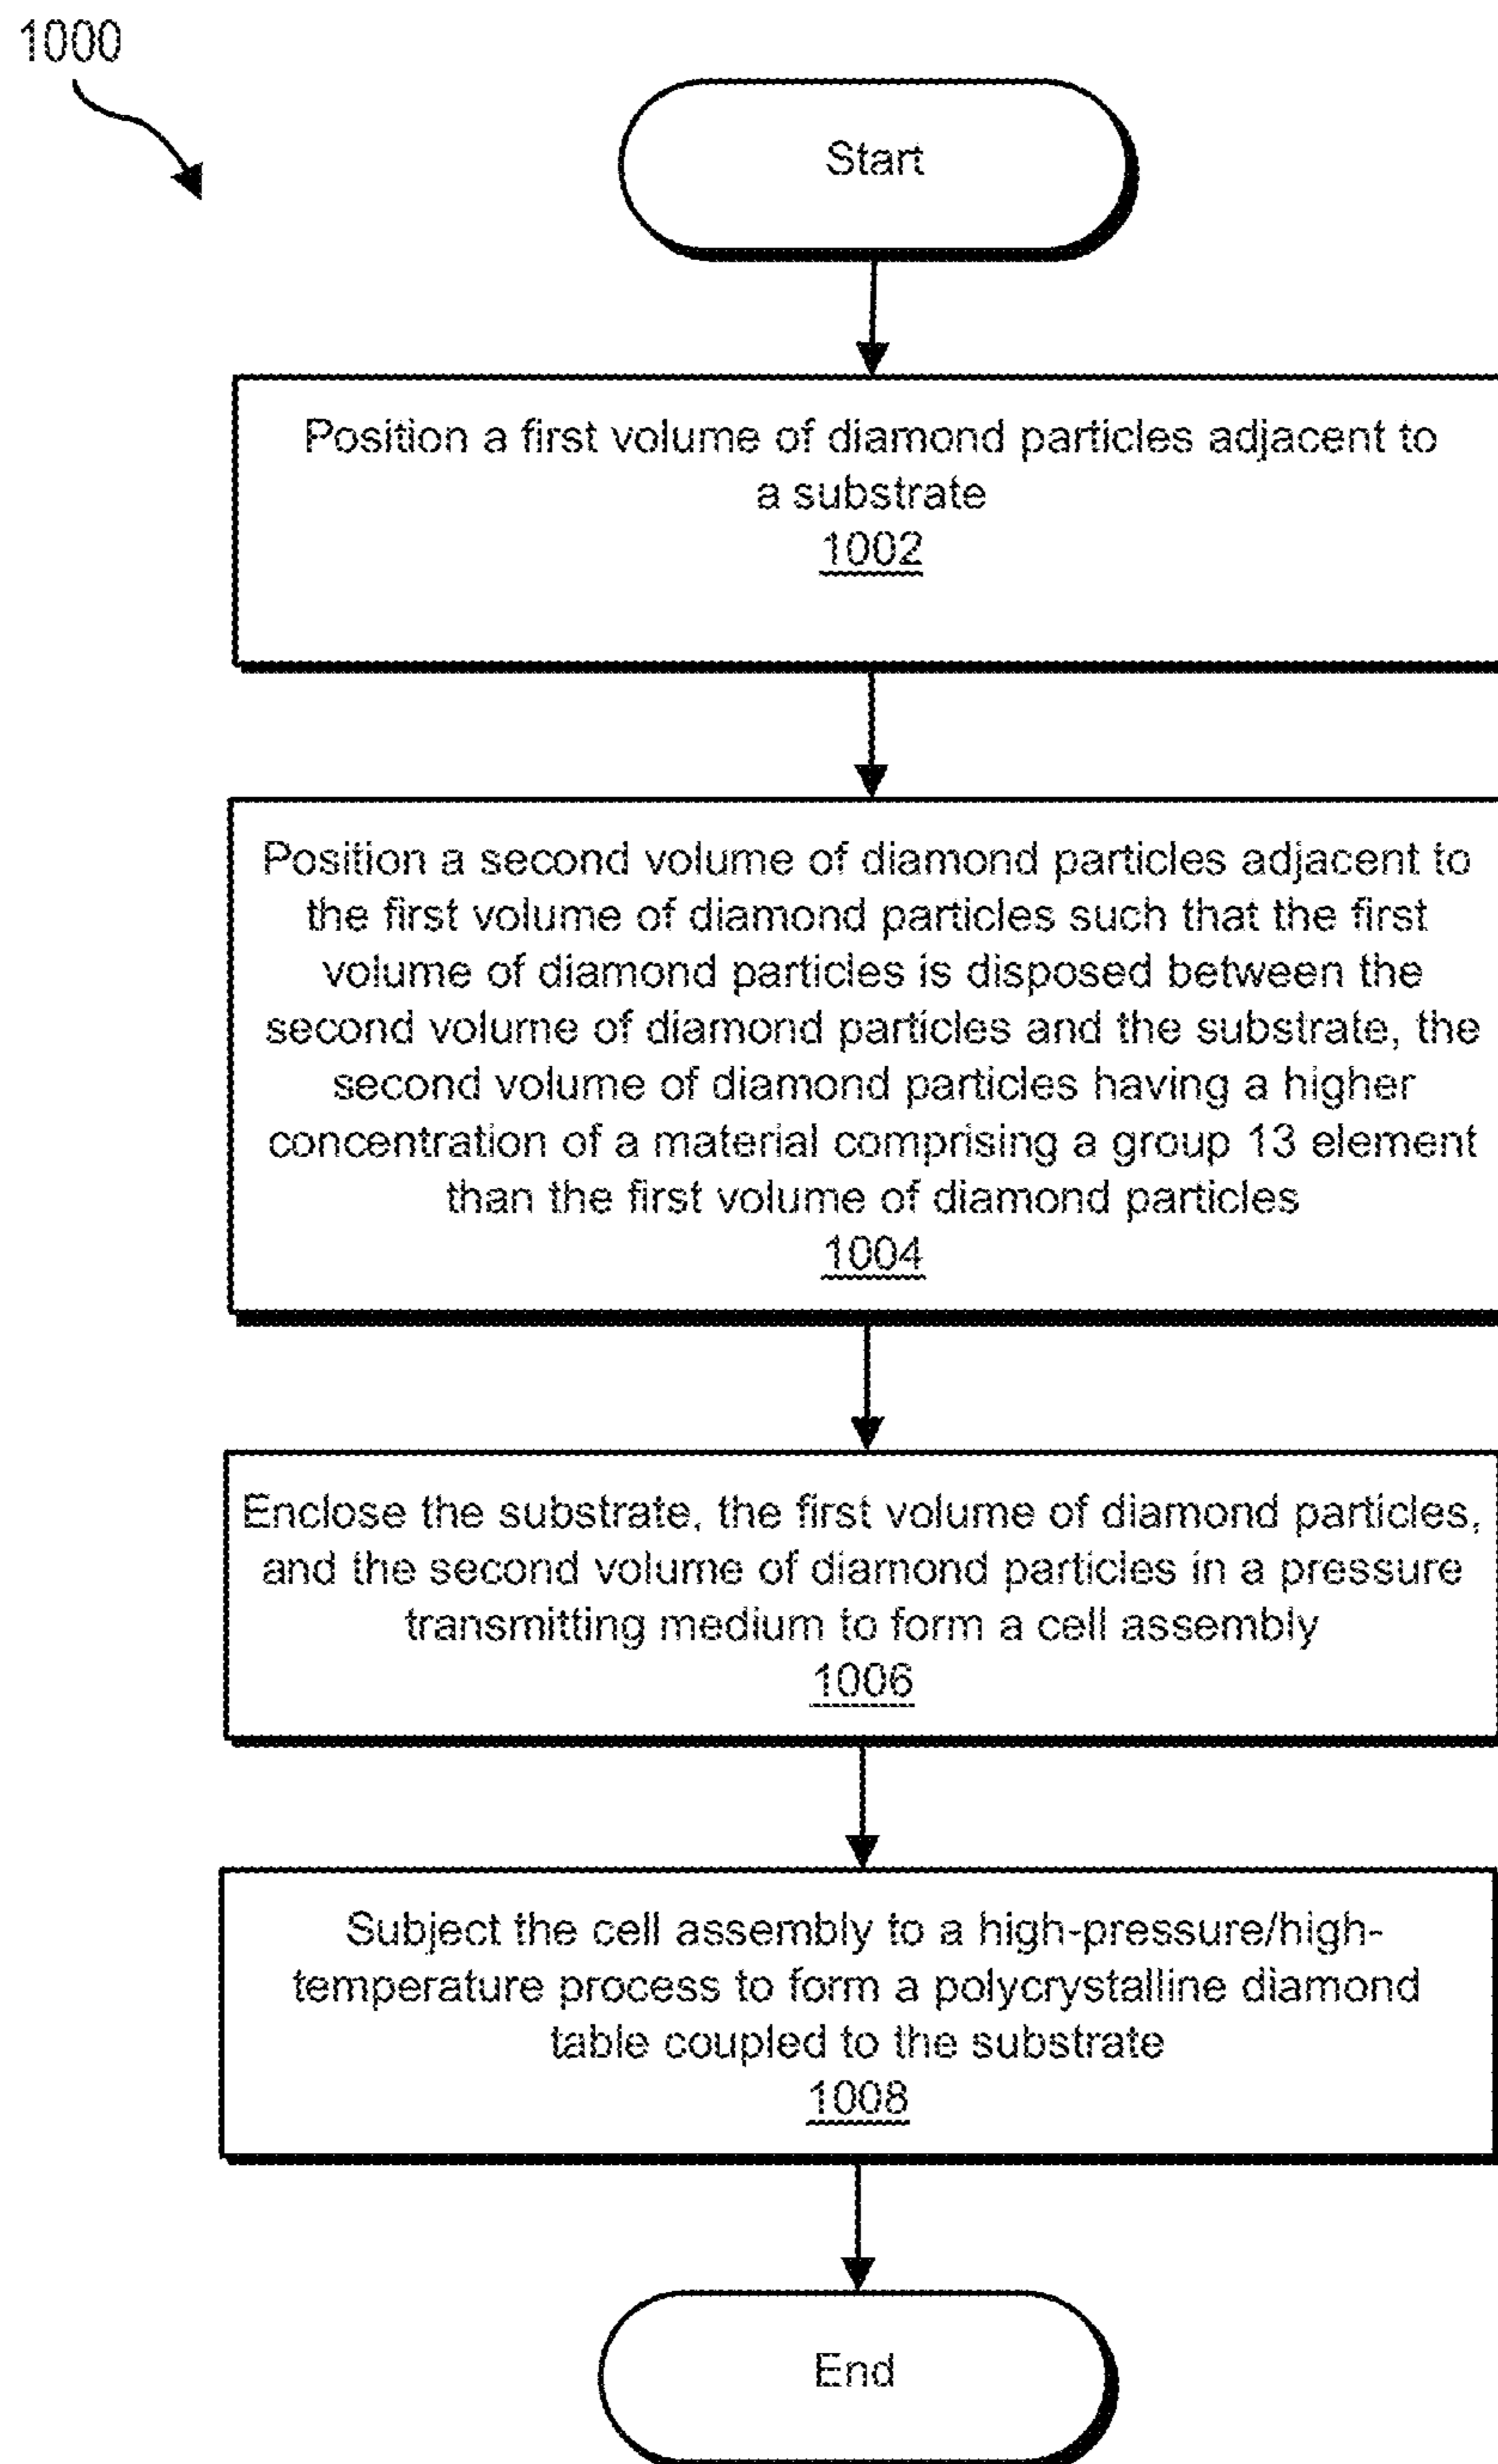 1000
Start
Position a first volume of diamond particles adjacent to
a substrate
1002
Position a second volume of diamond particles adjacent to
the first volume of diamond particles such that the first
volume of diamond particles is disposed between the
second volume of diamond particles and the substrate, the
second volume of diamond particles having a higher
concentration of a material comprising a group 13 element
than the first volume of diamond particles
1004
Enclose the substrate, the first volume of diamond particles,
and the second volume of diamond particles in a pressure
transmitting medium to form a cell assembly
1006
Subject the cell assembly to a high-pressure/high-
temperature process to form a polycrystalline diamond
table coupled to the substrate
1008
End